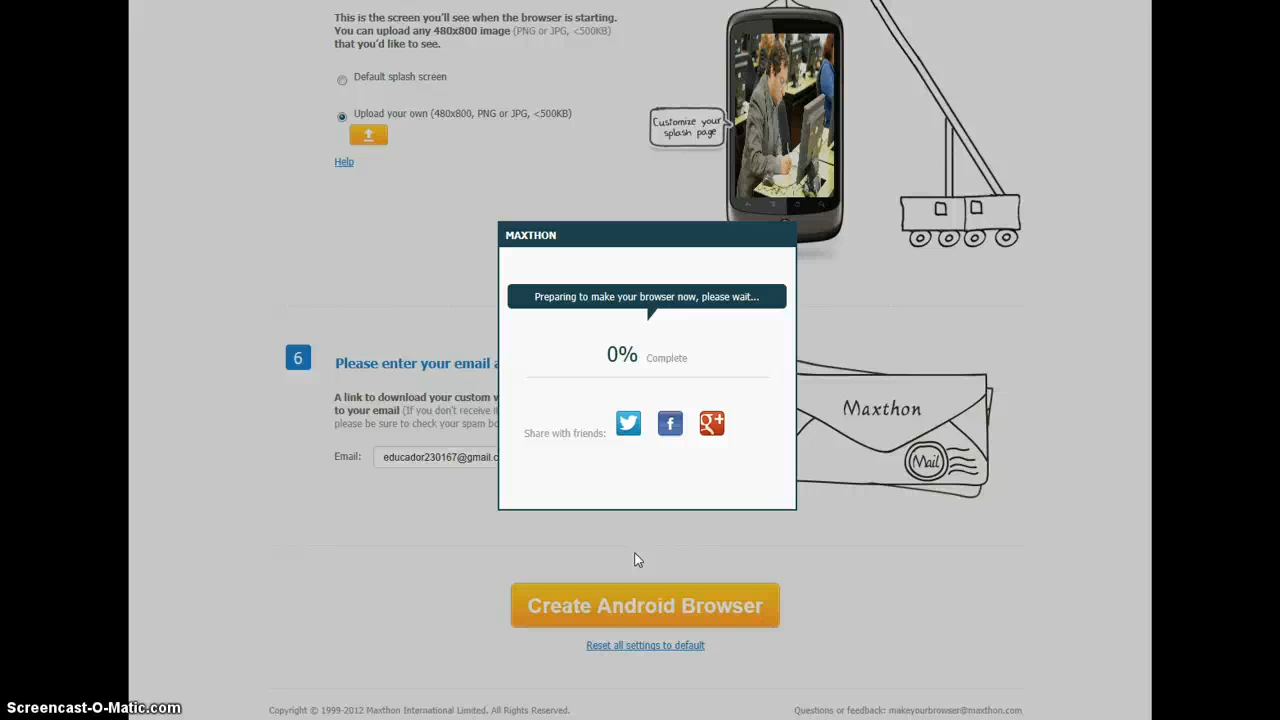 This is the screen you'll see when the browser is starting.
You can upload any 480x800 image (PNG or JPG, <500KB)
that you'd like to see.
Default splash screen
Upload your own (480x800, PNG or JPG, <500KB)
Help
Customize your
splash page
MAXTHON
Preparing to make your browser now, please wait...
0% Complete
Share with friends:
6
Please enter your email a
A link to download your custom
to your email (If you don't receive
please be sure to check your spam
Email: educador230167@gmail.c
Maxthon
Mail
Create Android Browser
Reset all settings to default
Copyright © 1999-2012 Maxthon International Limited. All Rights Reserved.
Questions or feedback: makeyourbrowser@maxthon.com
Screencast-O-Matic.com